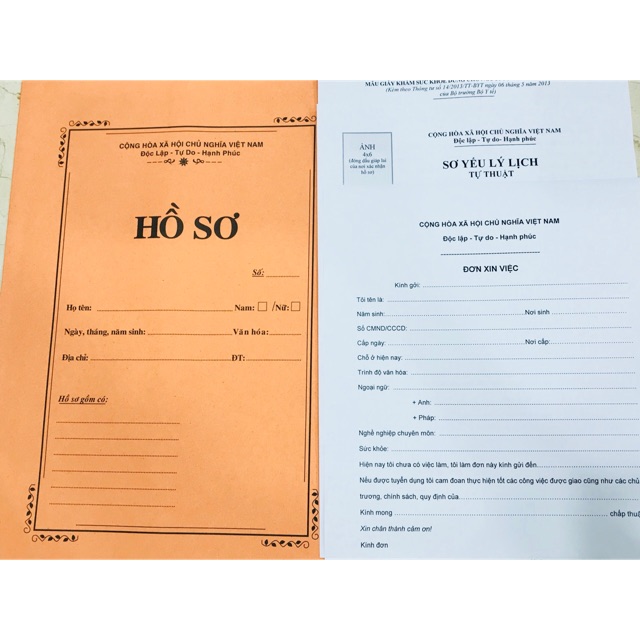 CỘNG HÒA XÃ HỘI CHỦ NGHĨA VIỆT NAM
Độc Lập - Tự Do - Hạnh Phúc
HỒ SƠ
Số:
Họ tên: Nam: /Nữ:
Ngày, tháng, năm sinh: Văn hóa:
Địa chỉ: ĐT:
Hồ sơ gồm có:
MẪU GIẤY KHÁM SỨC KHỎE DÙNG CHO
(Kèm theo Thông tư số 14/2013/TT-BYT ngày 06 tháng 5 năm 2013
của Bộ trưởng Bộ Y tế)
ẢNH
4x6
(đóng dấu giáp lai
của nơi xác nhận
hồ sơ)
CỘNG HÒA XÃ HỘI CHỦ NGHĨA VIỆT NAM
Độc lập - Tự do- Hạnh phúc
SƠ YẾU LÝ LỊCH
TỰ THUẬT
CỘNG HÒA XÃ HỘI CHỦ NGHĨA VIỆT NAM
Độc lập - Tự do - Hạnh phúc
ĐƠN XIN VIỆC
Kính gởi:
Tôi tên là:
Năm sinh: Nơi sinh
Số CMND/CCCD:
Cấp ngày: Nơi cấp:
Chỗ ở hiện nay:
Trình độ văn hóa:
Ngoại ngữ:
+ Anh:
+ Pháp:
Nghề nghiệp chuyên môn:
Sức khỏe:
Hiện nay tôi chưa có việc làm, tôi làm đơn này kính gửi đến
Nếu được tuyển dụng tôi cam đoan thực hiện tốt các công việc được giao cũng như các chủ
trương, chính sách, quy định của
Kính mong chấp thuậ
Xin chân thành cảm ơn!
Kính đơn